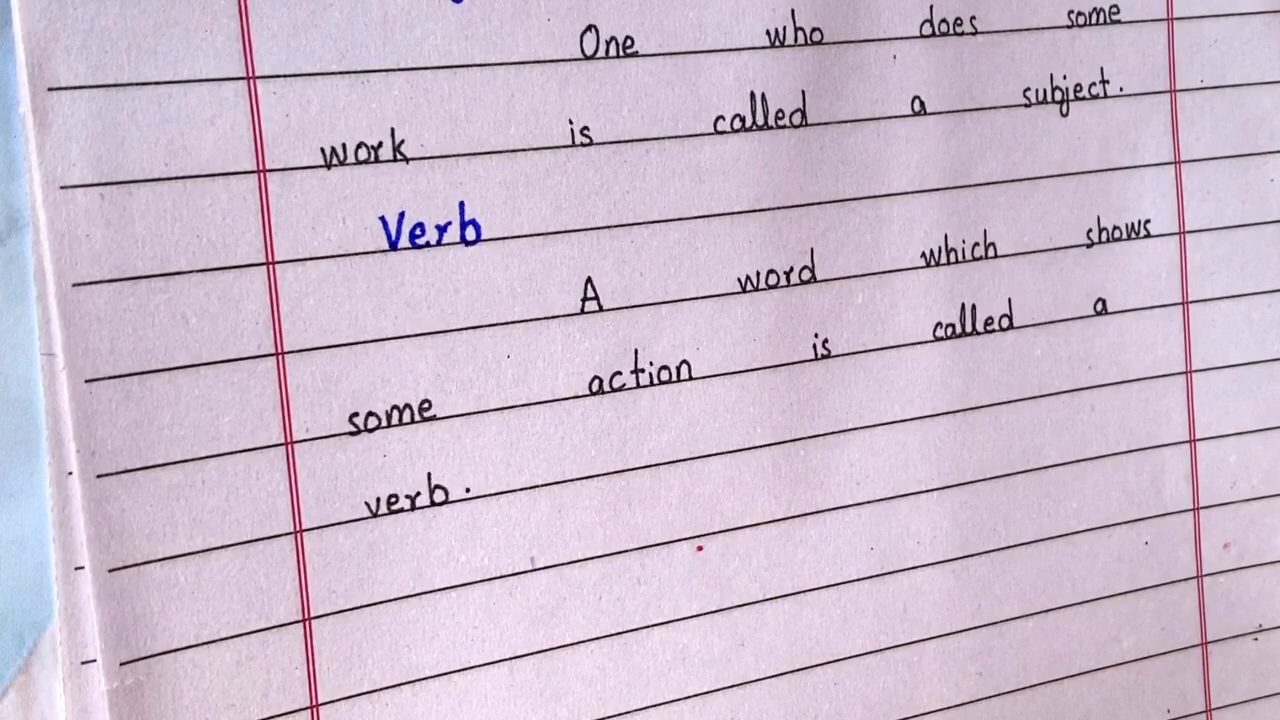 One who does some
work is called a subject.
Verb
A word which shows
some action is called a
verb.